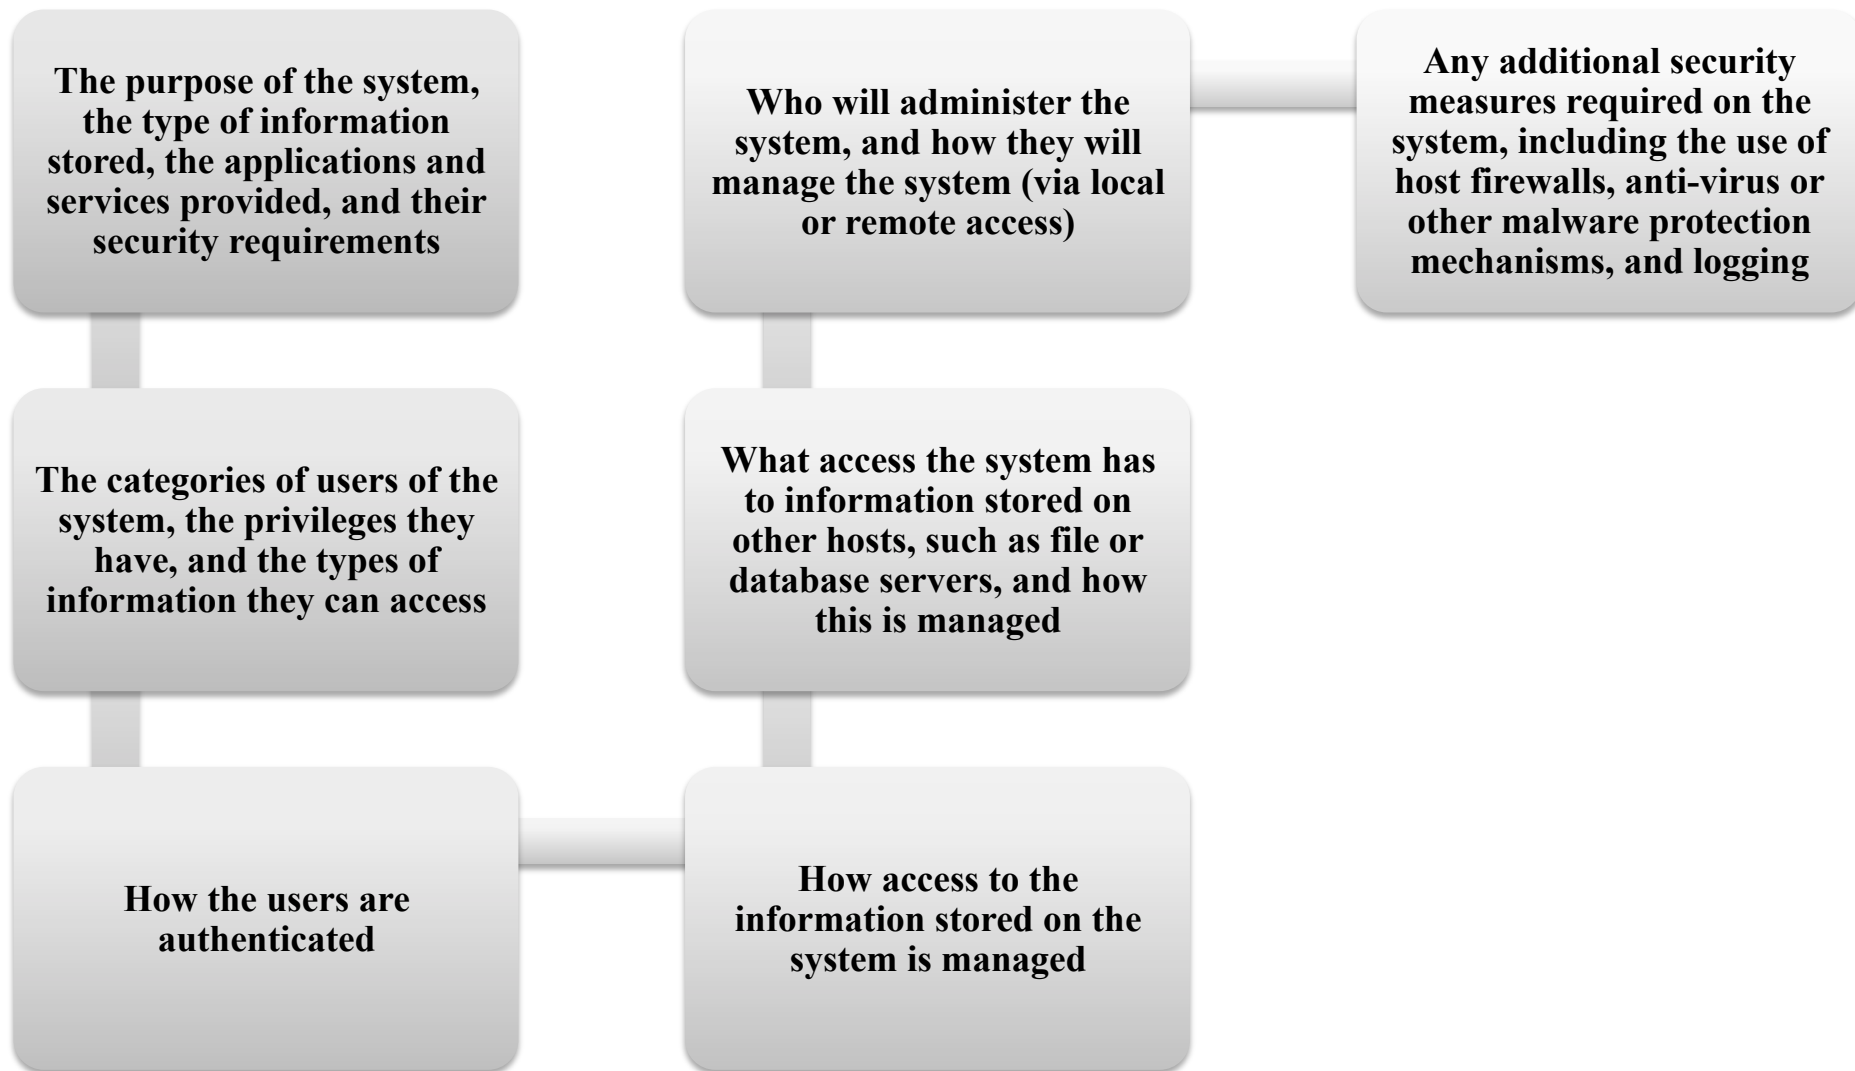 The purpose of the system,
the type of information
stored, the applications and
services provided, and their
security requirements
The categories of users of the
system, the privileges they
have, and the types of
information they can access
How the users are
authenticated
How access to the
information stored on the
system is managed
What access the system has
to information stored on
other hosts, such as file or
database servers, and how
this is managed
Who will administer the
system, and how they will
manage the system (via local
or remote access)
Any additional security
measures required on the
system, including the use of
host firewalls, anti-virus or
other malware protection
mechanisms, and logging